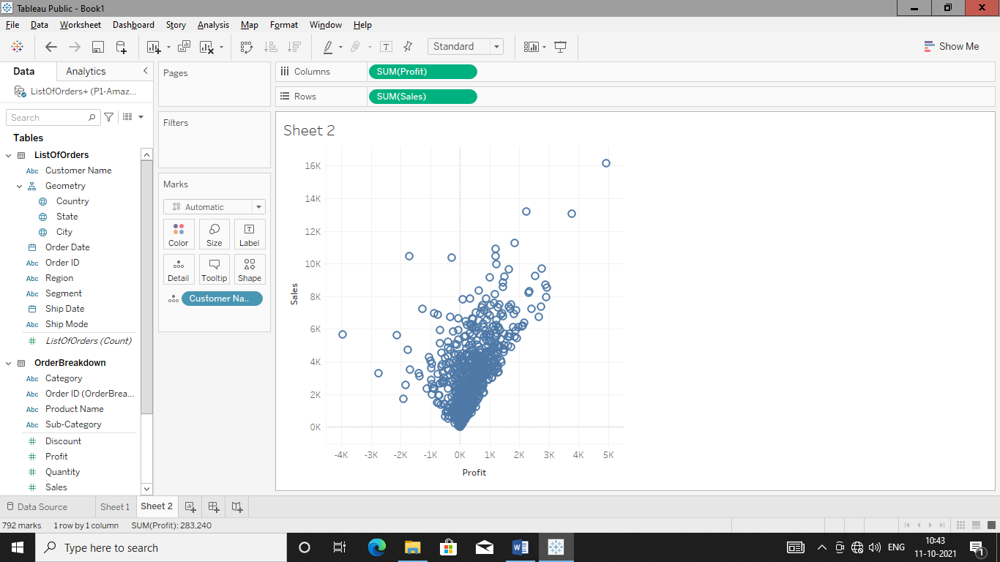 Tableau Public - Book1
File Data Worksheet Dashboard Story Analysis Map Format Window Help
Standard
Show Me
Data Analytics
ListOfOrders+ (P1-Amaz...
Search
Tables
ListOfOrders
Abc Customer Name
Geometry
Country
State
City
Order Date
Abc Order ID
Abc Region
Abc Segment
Ship Date
Abc Ship Mode
# ListOfOrders (Count)
OrderBreakdown
Abc Category
Abc Order ID (OrderBrea...
Abc Product Name
Abc Sub-Category
# Discount
# Profit
# Quantity
# Sales
Pages
Filters
Marks
Automatic
Color Size Label
Detail Tooltip Shape
Customer Na..
Columns SUM(Profit)
Rows SUM(Sales)
Sheet 2
16K
14K
12K
10K
8K
6K
4K
2K
0K
Sales
-4K -3K -2K -1K 0K 1K 2K 3K 4K 5K
Profit
Data Source Sheet 1 Sheet 2
792 marks 1 row by 1 column SUM(Profit): 283,240
Type here to search
ENG
10:43
11-10-2021
1